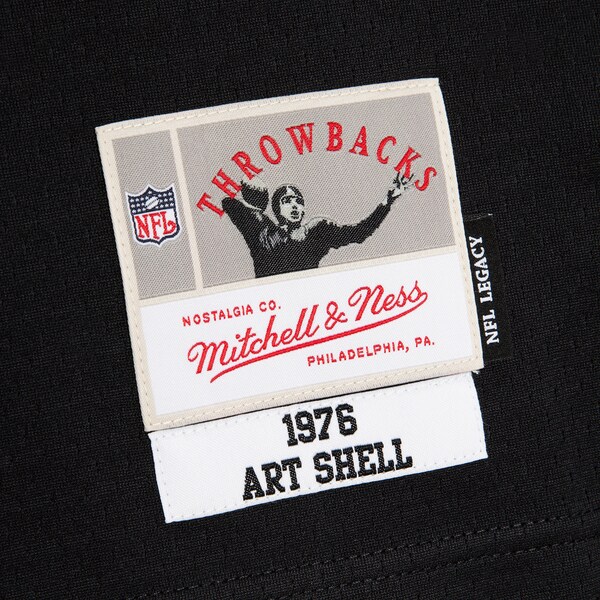 THROWBACKS
NFL
NOSTALGIA CO.
Mitchell & Ness
PHILADELPHIA, PA.
NFL LEGACY
1976
ART SHELL